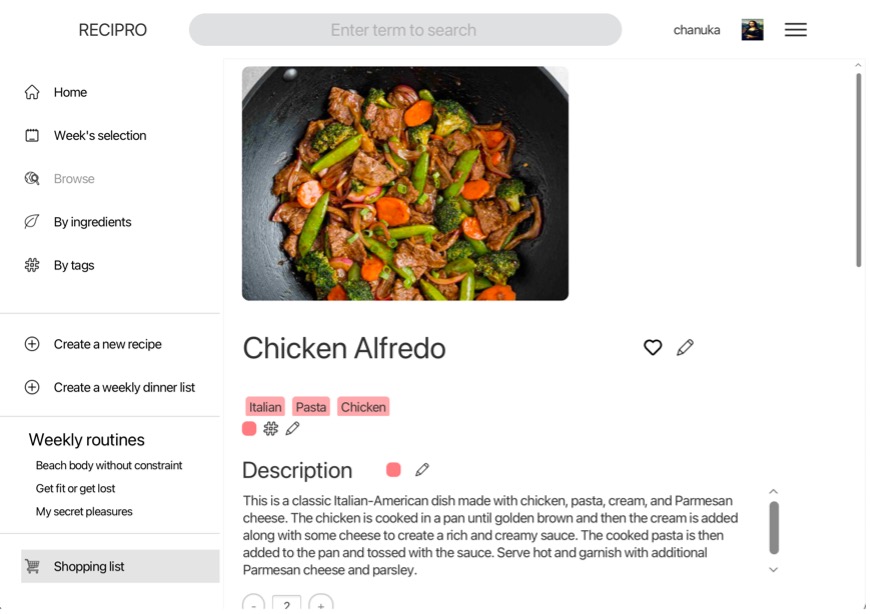 RECIPRO
Enter term to search
chanuka
Home
Week's selection
Browse
By ingredients
By tags
Create a new recipe
Create a weekly dinner list
Weekly routines
Beach body without constraint
Get fit or get lost
My secret pleasures
Shopping list
Chicken Alfredo
Italian Pasta Chicken
Description
This is a classic Italian-American dish made with chicken, pasta, cream, and Parmesan
cheese. The chicken is cooked in a pan until golden brown and then the cream is added
along with some cheese to create a rich and creamy sauce. The cooked pasta is then
added to the pan and tossed with the sauce. Serve hot and garnish with additional
Parmesan cheese and parsley.
- 2 +